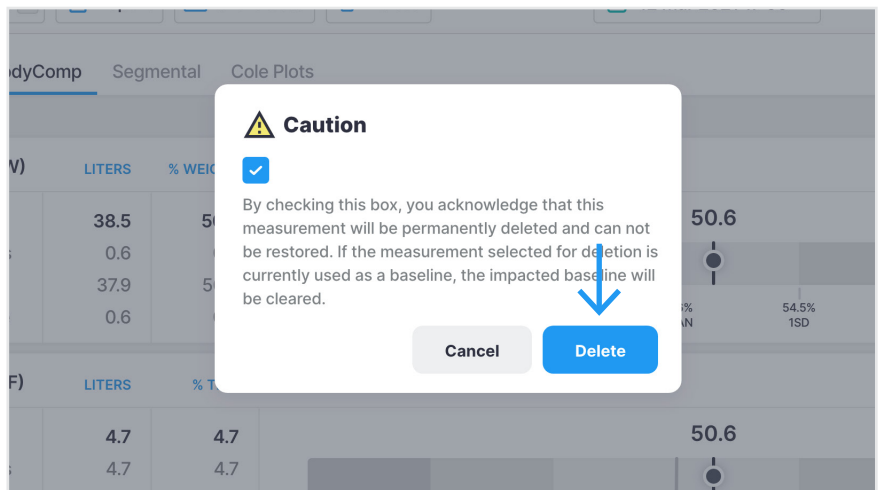 odyComp Segmental Cole Plots
Caution
W) LITERS
By checking this box, you acknowledge that this
38.5 50.6
measurement will be permanently deleted and can not
0.6
be restored. If the measurement selected for deletion is
37.9
currently used as a baseline, the impacted baseline will
be cleared.
0.6
54.5%
1SD
Cancel Delete
F) LITERS
4.7 4.7 50.6
4.7 4.7